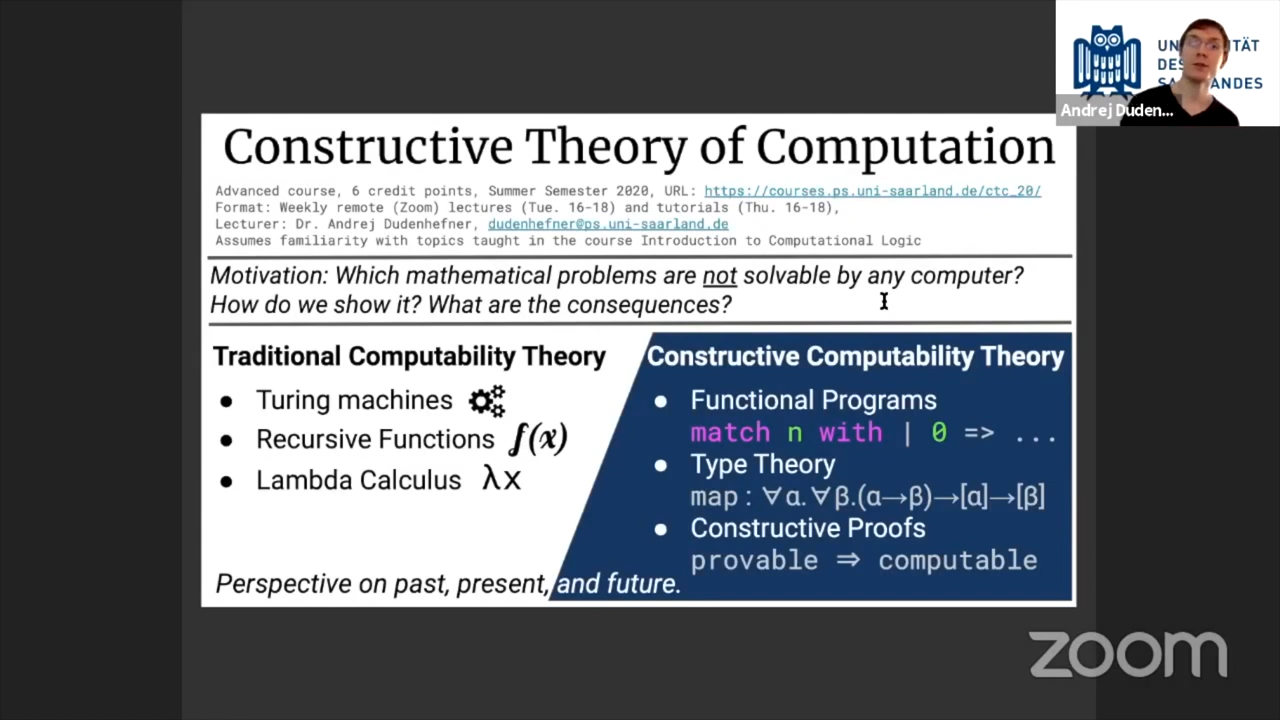 UN ITÄT
DES
SA ANDES
Andrej Duden...
Constructive Theory of Computation
Advanced course, 6 credit points, Summer Semester 2020, URL: https://courses.ps.uni-saarland.de/ctc_20/
Format: Weekly remote (Zoom) lectures (Tue. 16-18) and tutorials (Thu. 16-18),
Lecturer: Dr. Andrej Dudenhefner, dudenhefner@ps.uni-saarland.de
Assumes familiarity with topics taught in the course Introduction to Computational Logic
Motivation: Which mathematical problems are not solvable by any computer?
How do we show it? What are the consequences?
Traditional Computability Theory
● Turing machines
● Recursive Functions f(x)
● Lambda Calculus λx
Constructive Computability Theory
● Functional Programs
match n with | 0 => ...
● Type Theory
map : ∀α.∀β.(α→β)→[α]→[β]
● Constructive Proofs
provable ⇒ computable
Perspective on past, present, and future.
zoom